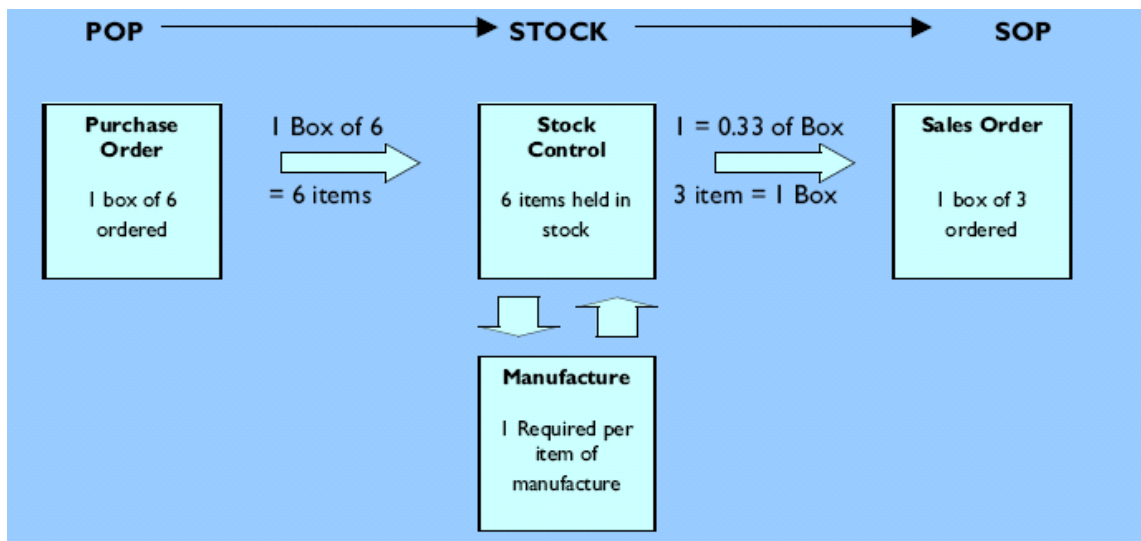 POP
STOCK
SOP
Purchase
Order
1 box of 6
ordered
1 Box of 6
= 6 items
Stock
Control
6 items held in
stock
1 = 0.33 of Box
3 item = 1 Box
Sales Order
1 box of 3
ordered
Manufacture
1 Required per
item of
manufacture